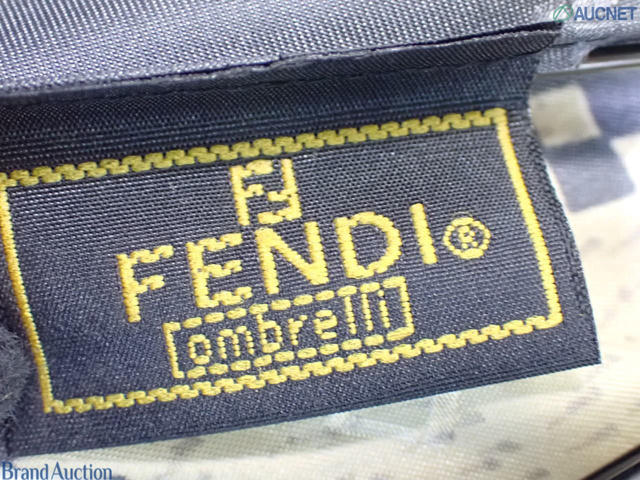 AUCNET
FF
FENDI®
ombrelli
Brand Auction